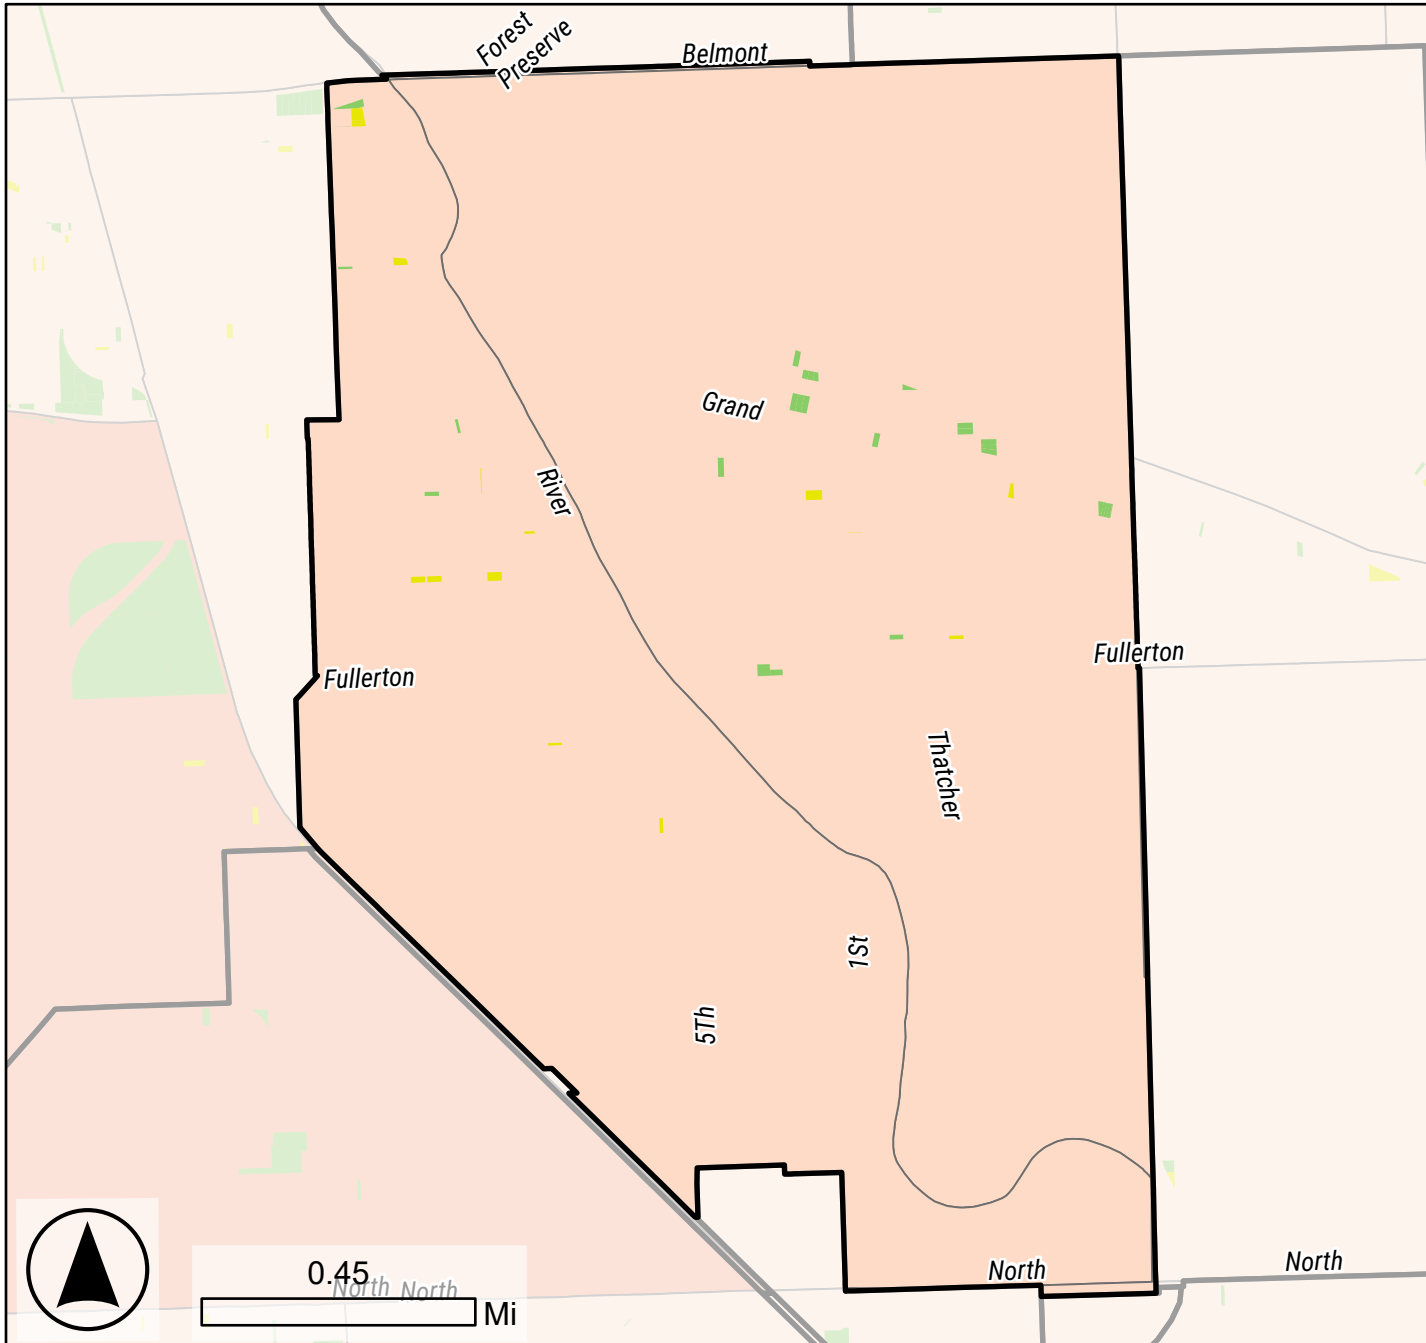 Forest
Preserve
Belmont
Grand
River
Fullerton
Fullerton
Thatcher
1St
5Th
North
North
0.45
North North
Mi